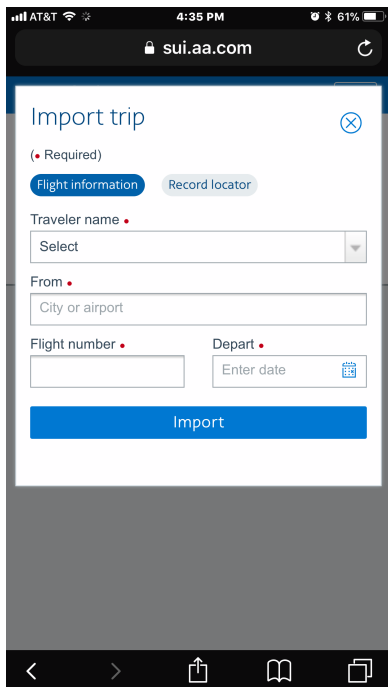 AT&T 4:35 PM 61%
sui.aa.com
Import trip
(• Required)
Flight information Record locator
Traveler name •
Select
From •
City or airport
Flight number • Depart •
Enter date
Import